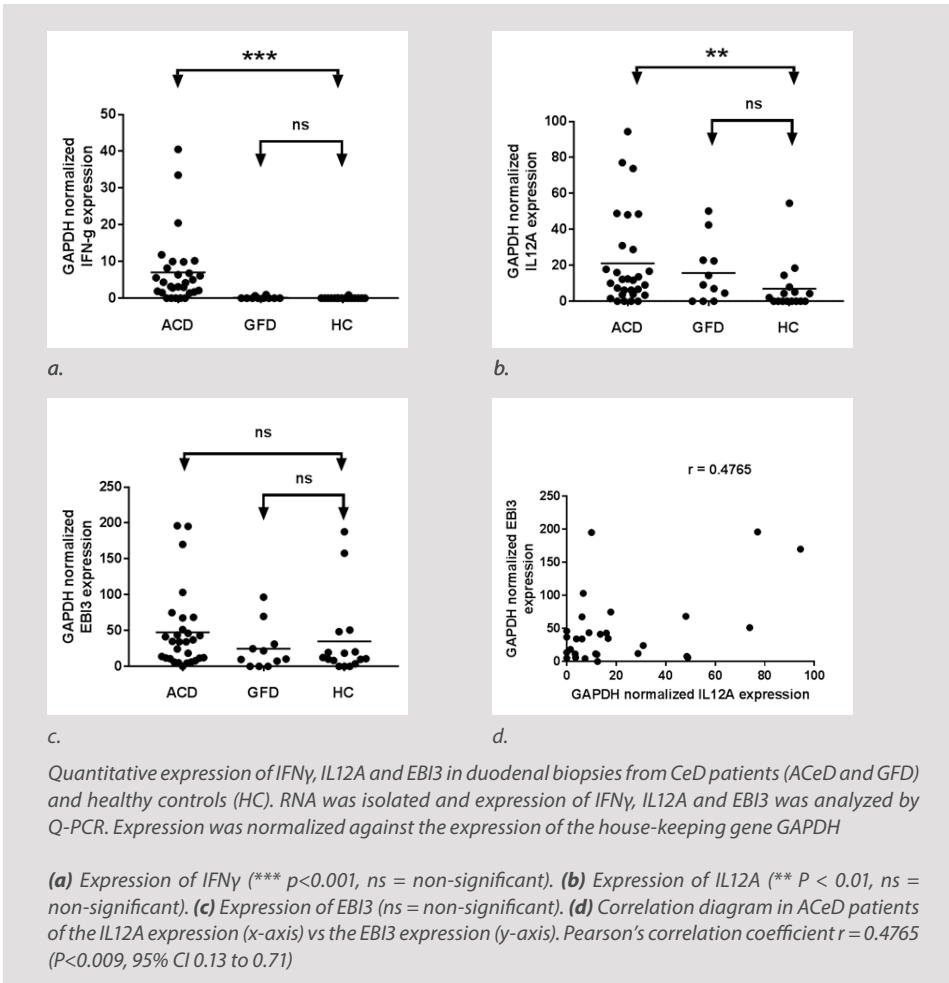 ***
ns
GAPDH normalized
IFN-g expression
50
40
30
20
10
0
ACD GFD HC
a.
**
ns
GAPDH normalized
IL12A expression
100
80
60
40
20
0
ACD GFD HC
b.
ns
ns
GAPDH normalized
EBI3 expression
250
200
150
100
50
0
ACD GFD HC
c.
r = 0.4765
GAPDH normalized EBI3
expression
250
200
150
100
50
0
0 20 40 60 80 100
GAPDH normalized IL12A expression
d.
Quantitative expression of IFNγ, IL12A and EBI3 in duodenal biopsies from CeD patients (ACeD and GFD)
and healthy controls (HC). RNA was isolated and expression of IFNγ, IL12A and EBI3 was analyzed by
Q-PCR. Expression was normalized against the expression of the house-keeping gene GAPDH
(a) Expression of IFNγ (*** p<0.001, ns = non-significant). (b) Expression of IL12A (** P < 0.01, ns =
non-significant). (c) Expression of EBI3 (ns = non-significant). (d) Correlation diagram in ACeD patients
of the IL12A expression (x-axis) vs the EBI3 expression (y-axis). Pearson's correlation coefficient r = 0.4765
(P<0.009, 95% CI 0.13 to 0.71)